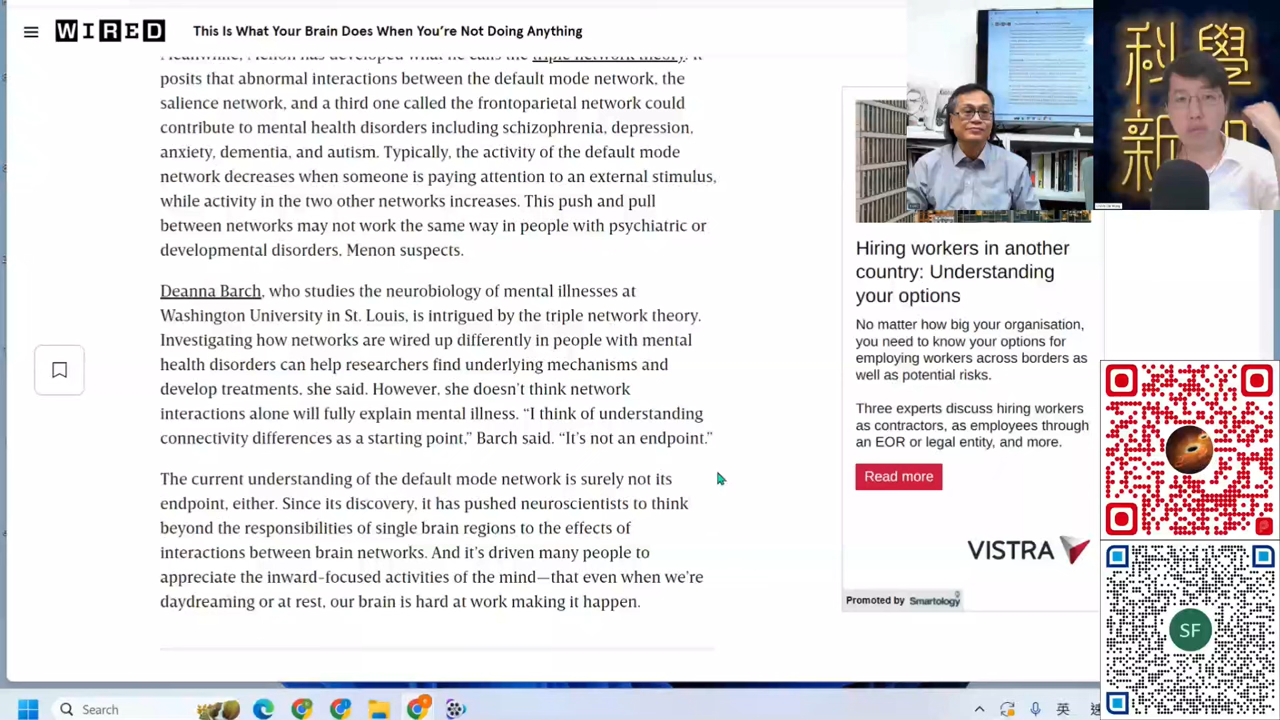 WIRED
This Is What Your Brain Does When You're Not Doing Anything
posits that abnormal interactions between the default mode network, the
salience network, and a third one called the frontoparietal network could
contribute to mental health disorders including schizophrenia, depression,
anxiety, dementia, and autism. Typically, the activity of the default mode
network decreases when someone is paying attention to an external stimulus,
while activity in the two other networks increases. This push and pull
between networks may not work the same way in people with psychiatric or
developmental disorders, Menon suspects.
Deanna Barch, who studies the neurobiology of mental illnesses at
Washington University in St. Louis, is intrigued by the triple network theory.
Investigating how networks are wired up differently in people with mental
health disorders can help researchers find underlying mechanisms and
develop treatments, she said. However, she doesn't think network
interactions alone will fully explain mental illness. “I think of understanding
connectivity differences as a starting point,” Barch said. “It's not an endpoint.”
The current understanding of the default mode network is surely not its
endpoint, either. Since its discovery, it has pushed neuroscientists to think
beyond the responsibilities of single brain regions to the effects of
interactions between brain networks. And it's driven many people to
appreciate the inward-focused activities of the mind—that even when we're
daydreaming or at rest, our brain is hard at work making it happen.
Hiring workers in another
country: Understanding
your options
No matter how big your organisation,
you need to know your options for
employing workers across borders as
well as potential risks.
Three experts discuss hiring workers
as contractors, as employees through
an EOR or legal entity, and more.
Read more
VISTRA
Promoted by Smartology
科學
新
SF
Search
英